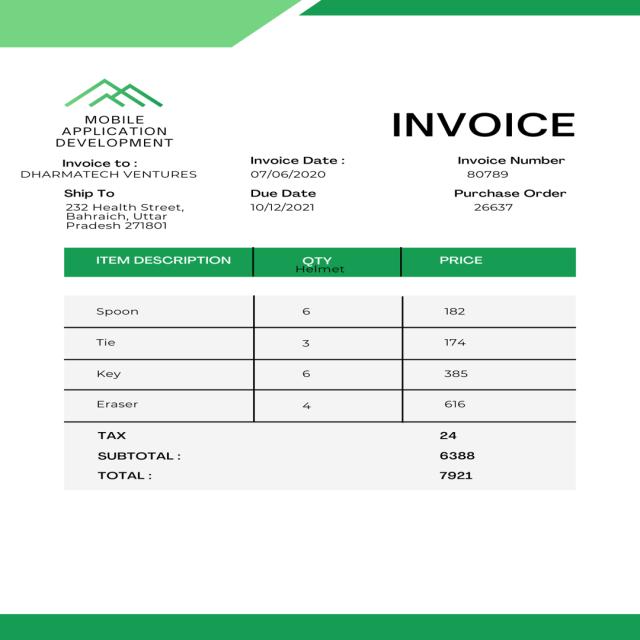 MOBILE
APPLICATION
DEVELOPMENT
INVOICE
Invoice to :
DHARMATECH VENTURES
Invoice Date :
07/06/2020
Invoice Number
80789
Ship To
232 Health Street,
Bahraich, Uttar
Pradesh 271801
Due Date
10/12/2021
Purchase Order
26637
ITEM DESCRIPTION QTY PRICE
Helmet
Spoon 6 182
Tie 3 174
Key 6 385
Eraser 4 616
TAX 24
SUBTOTAL : 6388
TOTAL : 7921